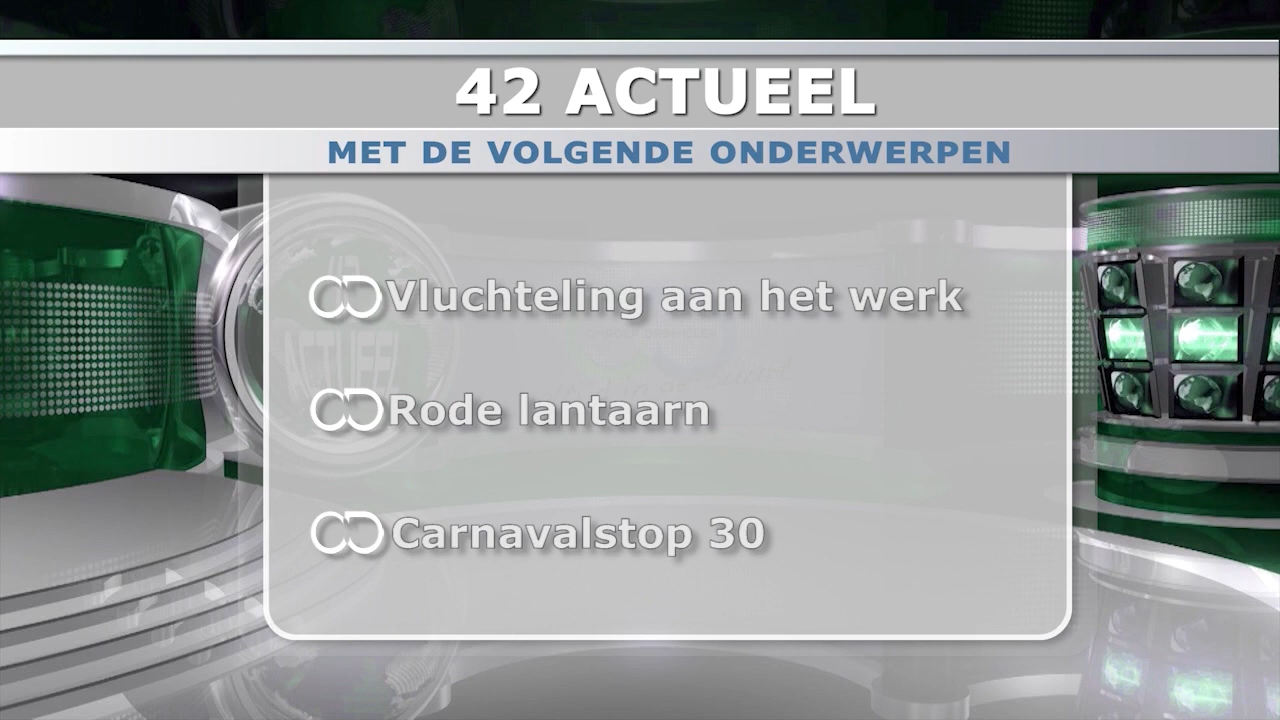 42 ACTUEEL
MET DE VOLGENDE ONDERWERPEN
Vluchteling aan het werk
Rode lantaarn
Carnavalstop 30